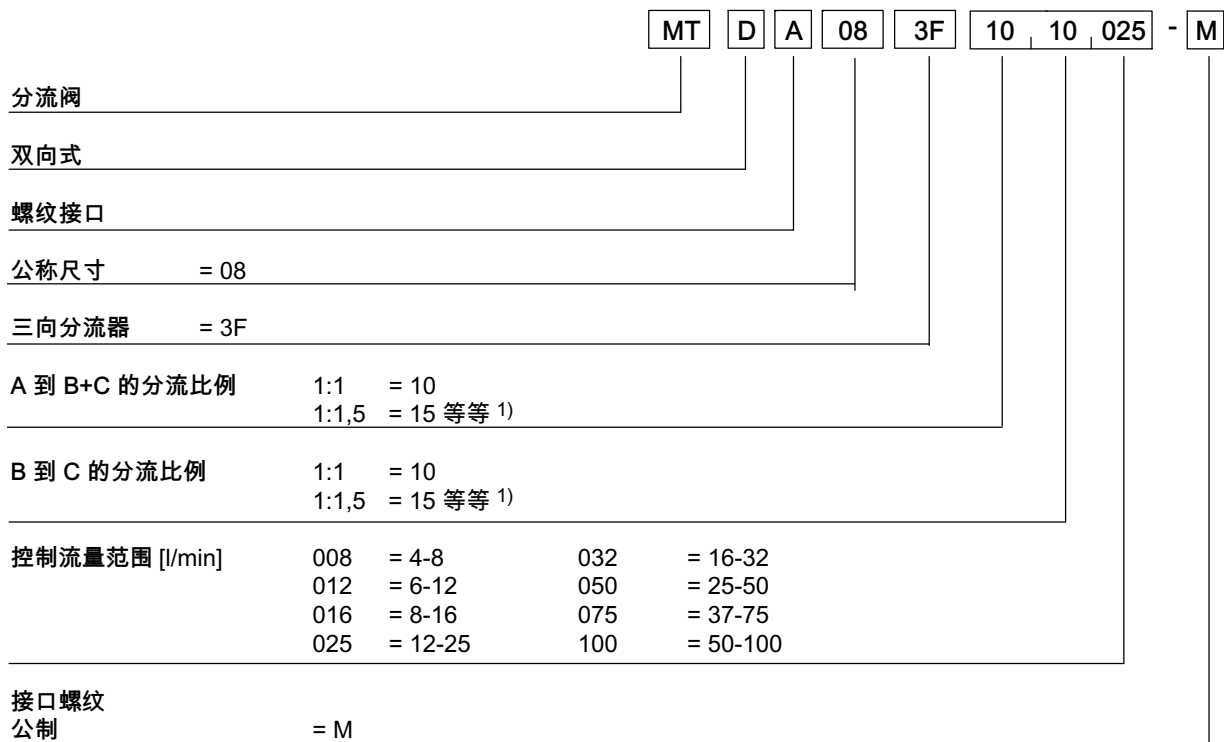 MT D A 08 3F 10 10 025 - M
分流阀
双向式
螺纹接口
公称尺寸 = 08
三向分流器 = 3F
A 到 B+C 的分流比例 1:1 = 10
1:1,5 = 15 等等 1)
B 到 C 的分流比例 1:1 = 10
1:1,5 = 15 等等 1)
控制流量范围 [l/min] 008 = 4-8 032 = 16-32
012 = 6-12 050 = 25-50
016 = 8-16 075 = 37-75
025 = 12-25 100 = 50-100
接口螺纹
公制 = M